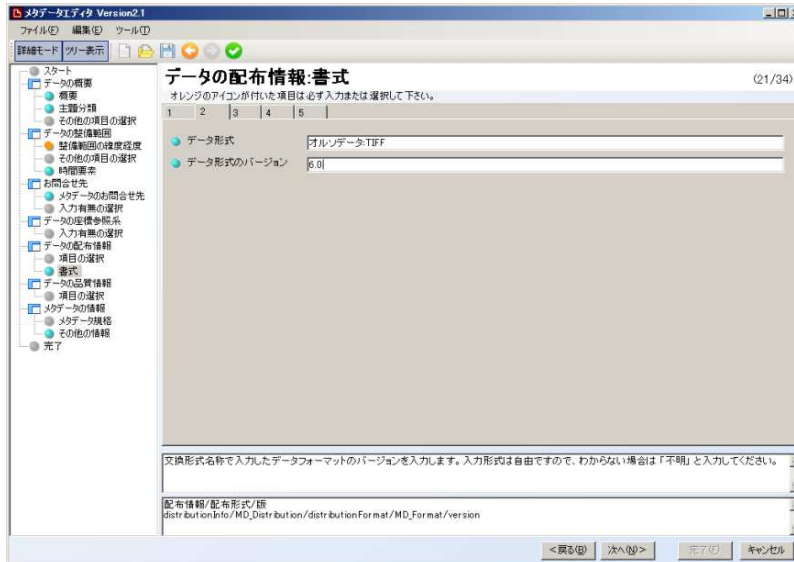 メタデータエディタ Version2.1
ファイル(F) 編集(E) ツール(T)
詳細モード ツリー表示
スタート
データの概要
概要
主題分類
その他の項目の選択
データの整備範囲
整備範囲の緯度経度
その他の項目の選択
時間要素
お問合せ先
メタデータのお問合せ先
入力有無の選択
データの座標参照系
入力有無の選択
データの配布情報
項目の選択
書式
データの品質情報
項目の選択
メタデータの情報
メタデータ規格
その他の情報
完了
データの配布情報:書式 (21/34)
オレンジのアイコンが付いた項目は必ず入力または選択して下さい。
1 2 3 4 5
データ形式 オルソデータ:TIFF
データ形式のバージョン 6.0
交換形式名称で入力したデータフォーマットのバージョンを入力します。入力形式は自由ですので、わからない場合は「不明」と入力してください。
配布情報/配布形式/版
distributionInfo/MD_Distribution/distributionFormat/MD_Format/version
<戻る(B) 次へ(N)> 完了(F) キャンセル